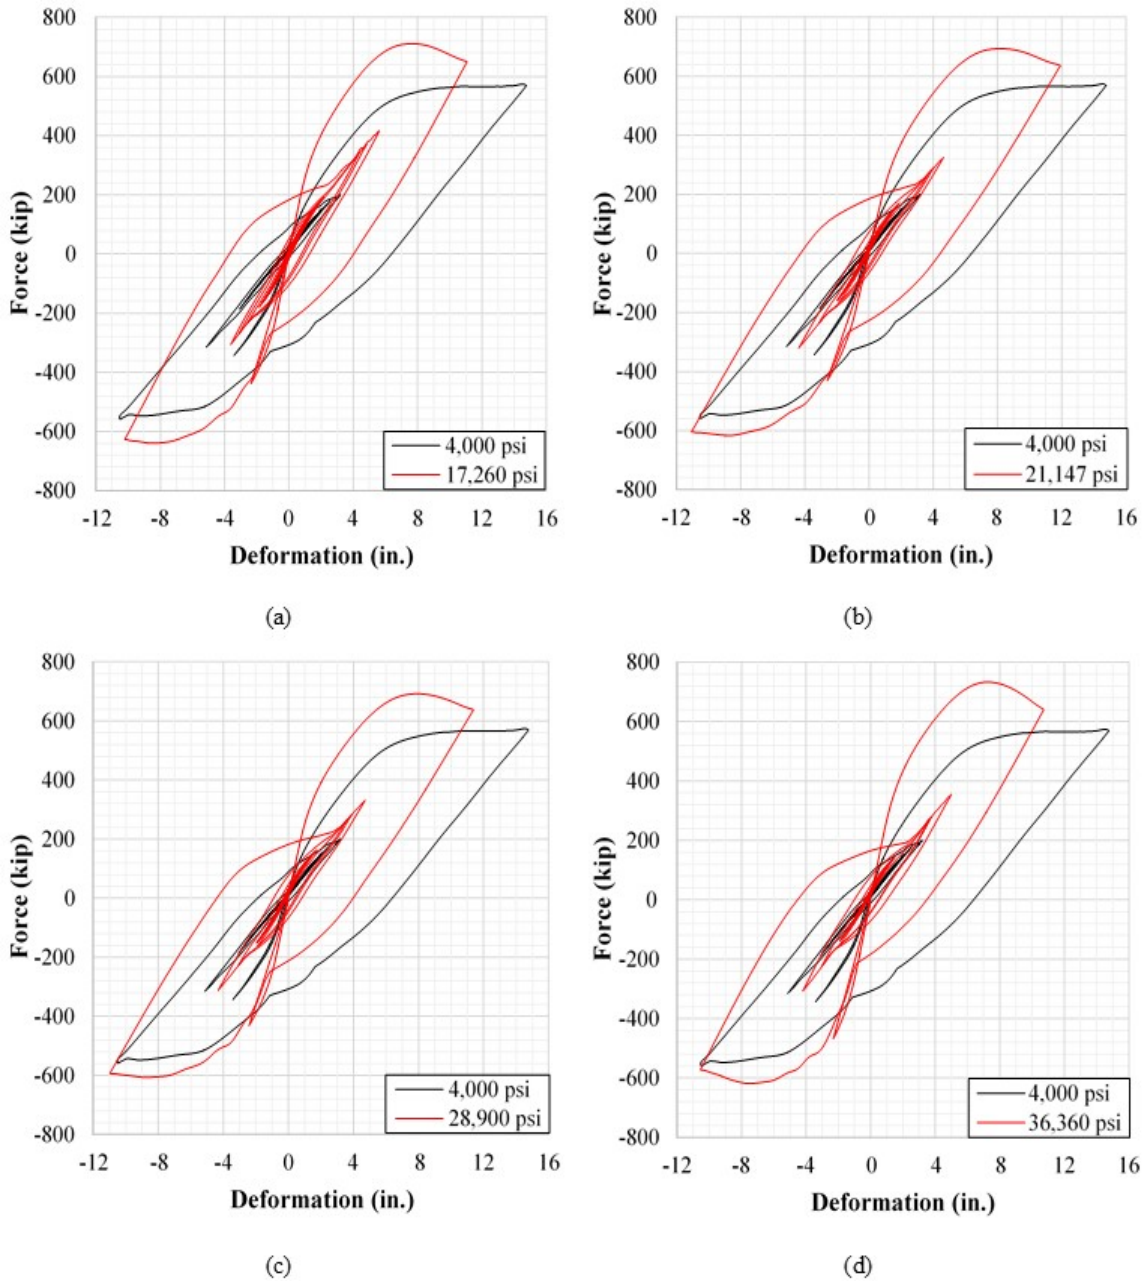 800
600
400
200
0
-200
-400
-600
-800
Force (kip)
4,000 psi
17,260 psi
-12 -8 -4 0 4 8 12 16
Deformation (in.)
(a)
800
600
400
200
0
-200
-400
-600
-800
Force (kip)
4,000 psi
21,147 psi
-12 -8 -4 0 4 8 12 16
Deformation (in.)
(b)
800
600
400
200
0
-200
-400
-600
-800
Force (kip)
4,000 psi
28,900 psi
-12 -8 -4 0 4 8 12 16
Deformation (in.)
(c)
800
600
400
200
0
-200
-400
-600
-800
Force (kip)
4,000 psi
36,360 psi
-12 -8 -4 0 4 8 12 16
Deformation (in.)
(d)